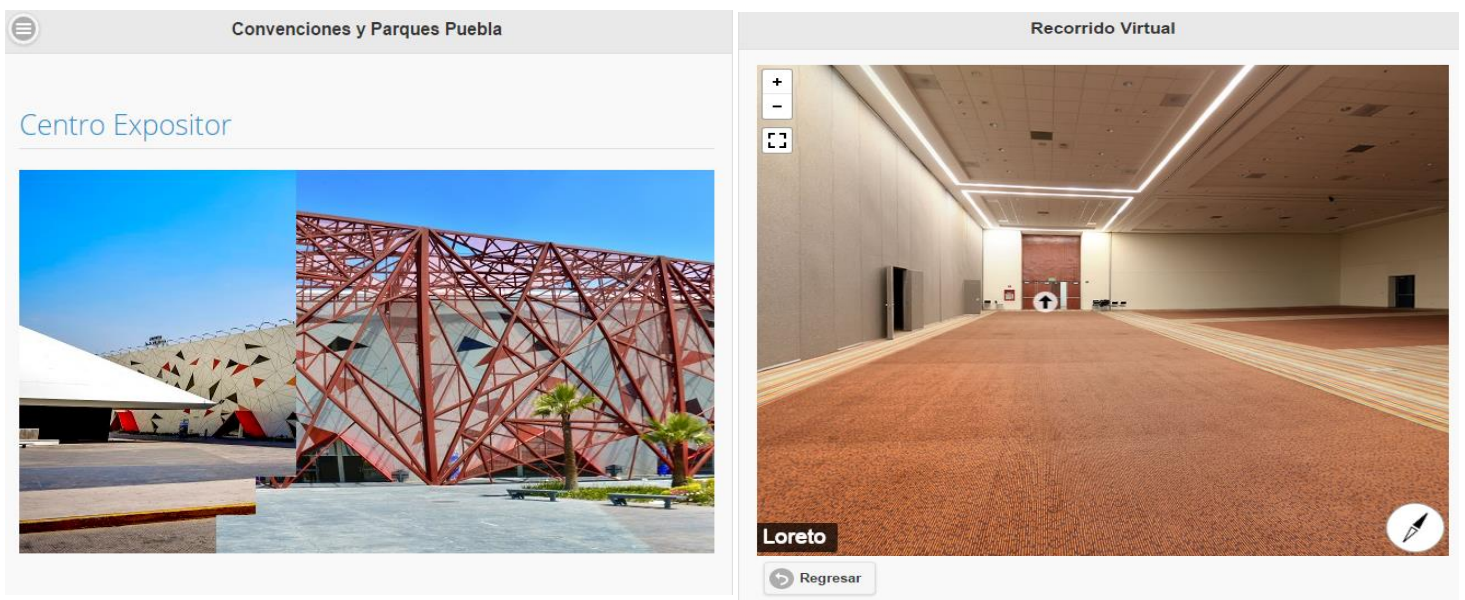 Convenciones y Parques Puebla
Centro Expositor
Recorrido Virtual
+
−
Loreto
Regresar